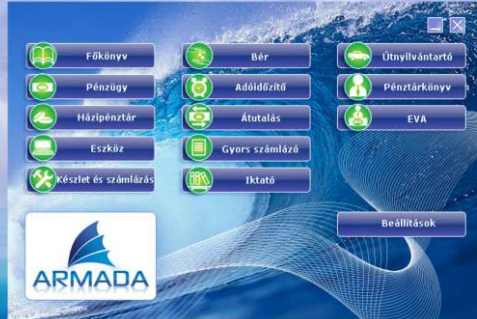 Főkönyv
Pénzügy
Házipénztár
Eszköz
Készlet és számlázás
Bér
Adóidőzítő
Átutalás
Gyors számlázó
Iktató
Útnyilvántartó
Pénztárkönyv
EVA
Beállítások
ARMADA